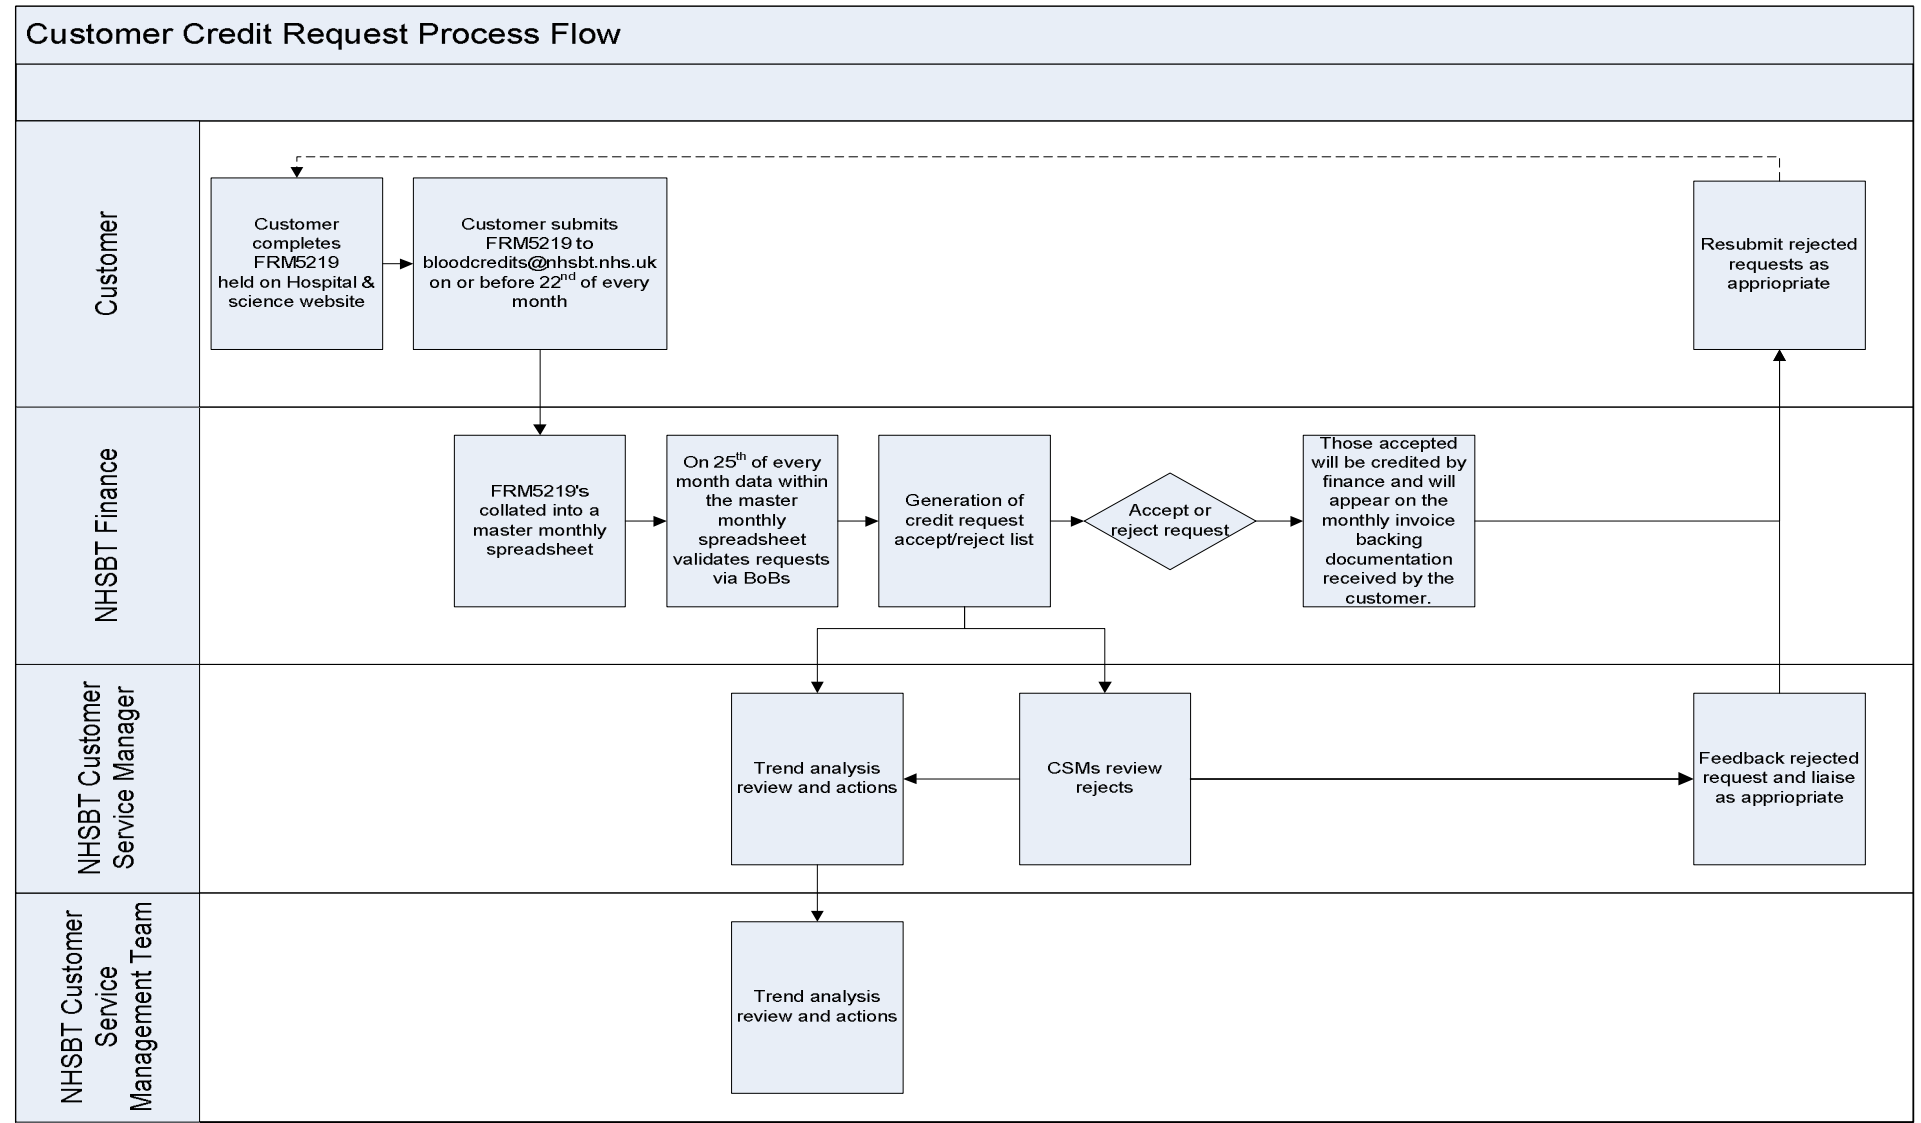 Customer Credit Request Process Flow
Customer
Customer
completes
FRM5219
held on Hospital &
science website
Customer submits
FRM5219 to
bloodcredits@nhsbt.nhs.uk
on or before 22nd of every
month
Resubmit rejected
requests as
appriopriate
NHSBT Finance
FRM5219's
collated into a
master monthly
spreadsheet
On 25th of every
month data within
the master
monthly
spreadsheet
validates requests
via BoBs
Generation of
credit request
accept/reject list
Accept or
reject request
Those accepted
will be credited by
finance and will
appear on the
monthly invoice
backing
documentation
received by the
customer.
NHSBT Customer
Service Manager
Trend analysis
review and actions
CSMs review
rejects
Feedback rejected
request and liaise
as appriopriate
NHSBT Customer
Service
Management Team
Trend analysis
review and actions